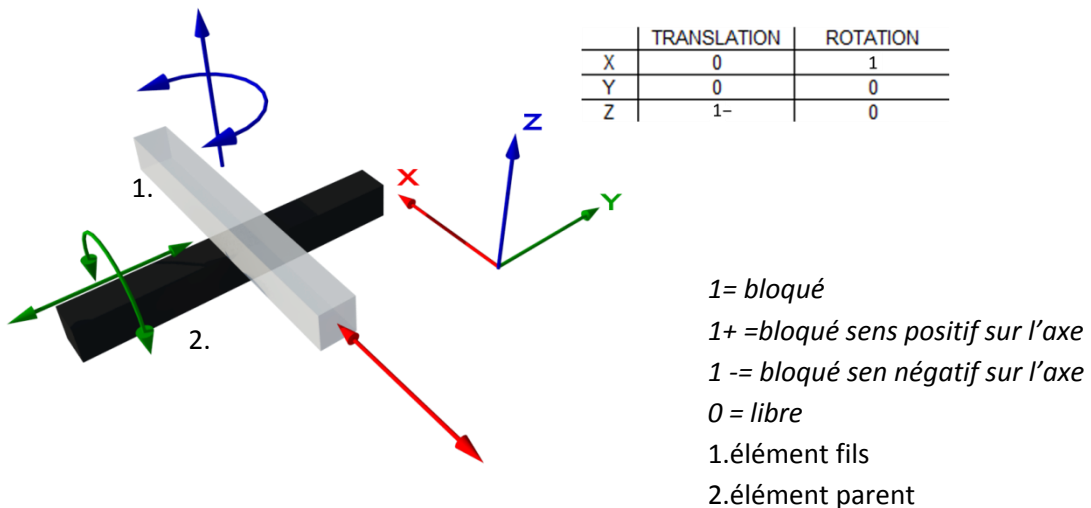 TRANSLATION ROTATION
X 0 1
Y 0 0
Z 1– 0
Z
1.
X
Y
2.
1= bloqué
1+ =bloqué sens positif sur l’axe
1 -= bloqué sen négatif sur l’axe
0 = libre
1.élément fils
2.élément parent